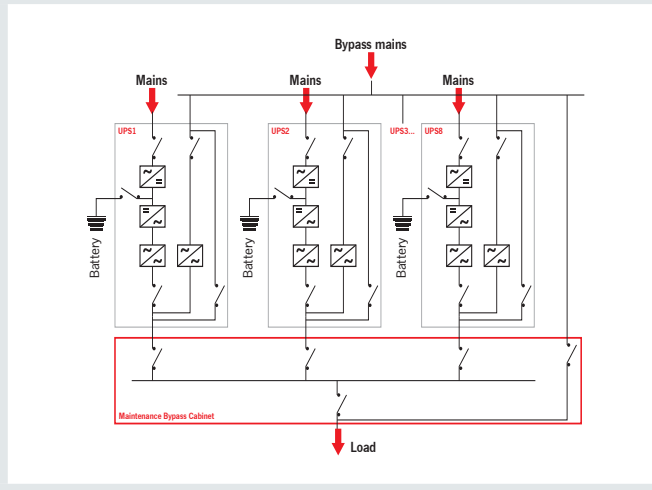 Bypass mains
Mains
Mains
Mains
UPS1
UPS2
UPS3...
UPS8
Battery
Battery
Battery
Maintenance Bypass Cabinet
Load